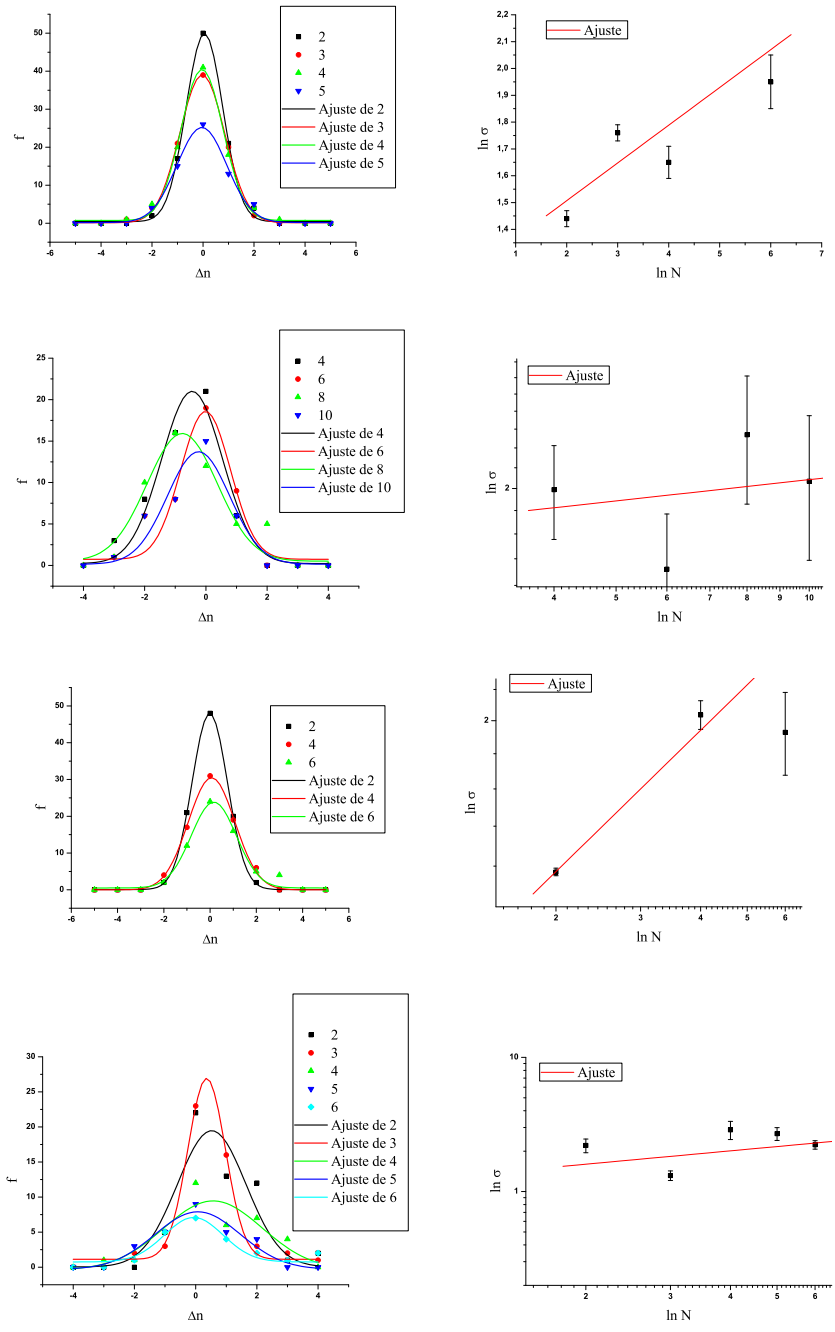 50
40
30
20
10
0
f
-6
-4
-2
0
2
4
6
Δn
2
3
4
5
Ajuste de 2
Ajuste de 3
Ajuste de 4
Ajuste de 5
2,2
2,1
2,0
1,9
1,8
1,7
1,6
1,5
1,4
ln σ
1
2
3
4
5
6
7
ln N
Ajuste
25
20
15
10
5
0
f
-4
-2
0
2
4
Δn
4
6
8
10
Ajuste de 4
Ajuste de 6
Ajuste de 8
Ajuste de 10
2
ln σ
4
5
6
7
8
9
10
ln N
Ajuste
50
40
30
20
10
0
f
-6
-4
-2
0
2
4
6
Δn
2
4
6
Ajuste de 2
Ajuste de 4
Ajuste de 6
2
ln σ
2
3
4
5
6
ln N
Ajuste
30
25
20
15
10
5
0
f
-4
-2
0
2
4
Δn
2
3
4
5
6
Ajuste de 2
Ajuste de 3
Ajuste de 4
Ajuste de 5
Ajuste de 6
10
1
ln σ
2
3
4
5
6
ln N
Ajuste